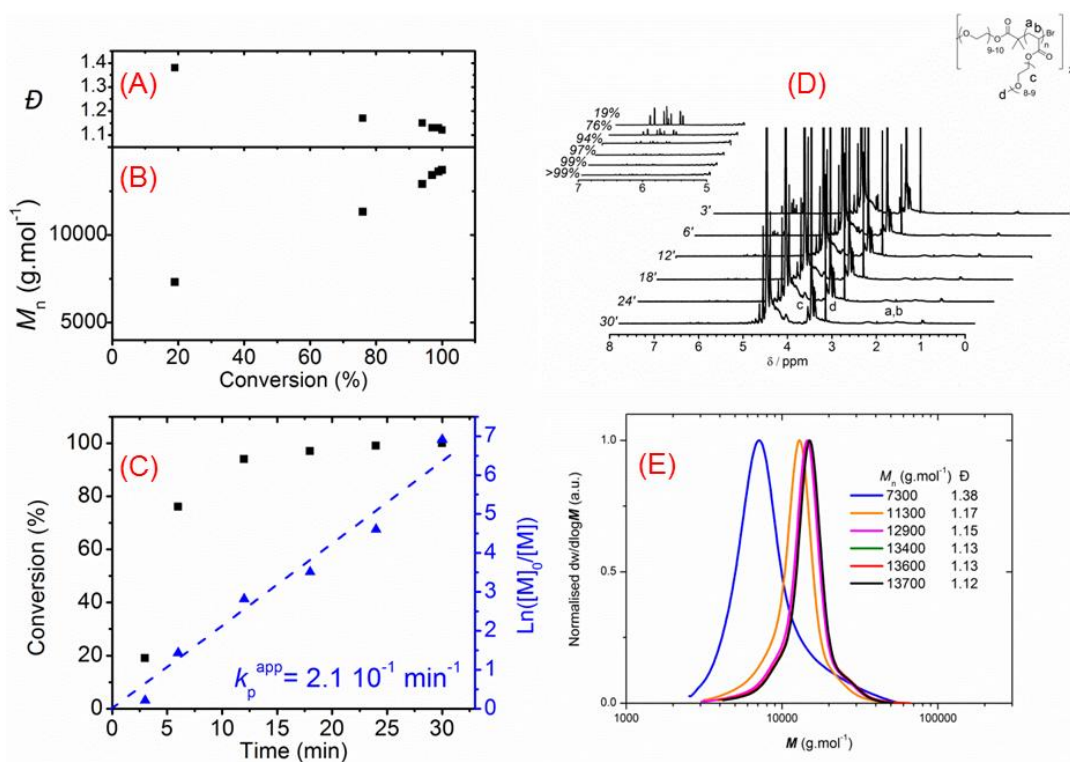 (A)
1.4
1.3
1.2
1.1
Đ
(B)
10000
5000
Mn (g.mol-1)
0 20 40 60 80 100
Conversion (%)
(C)
100
80
60
40
20
0
Conversion (%)
0 5 10 15 20 25 30
Time (min)
7
6
5
4
3
2
1
0
Ln([M]0/[M])
kp app = 2.1 10-1 min-1
(D)
a b
Br
n
9-10
O
O
O
O
O
c
d
O
8-9
19%
76%
94%
97%
99%
>99%
7 6 5
3'
6'
12'
18'
24'
30'
c d a,b
8 7 6 5 4 3 2 1 0
δ / ppm
(E)
Mn (g.mol-1) Đ
7300 1.38
11300 1.17
12900 1.15
13400 1.13
13600 1.13
13700 1.12
1.0
0.5
0.0
Normalised dw/dlogM (a.u.)
1000 10000 100000
M (g.mol-1)